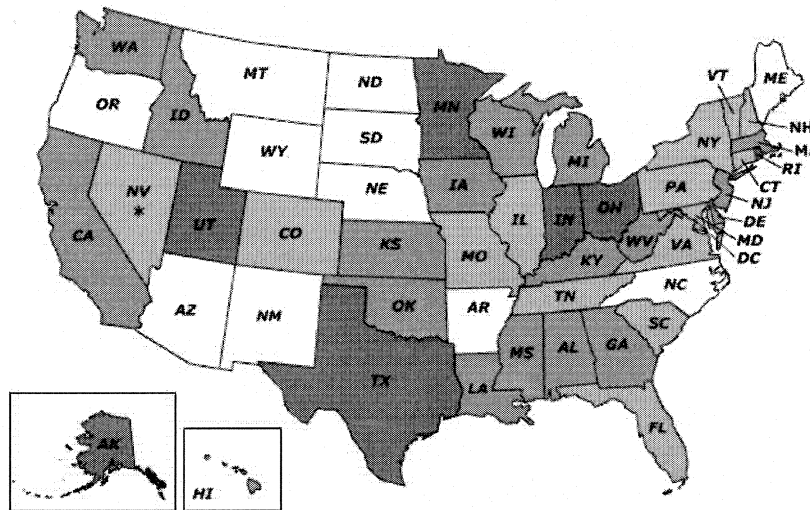 WA
MT
ND
MN
VT
ME
OR
ID
SD
WI
NY
NH
M
WY
MI
RI
NE
IA
PA
CT
NV
*
UT
CO
IL
IN
OH
NJ
DE
MD
DC
CA
KS
MO
WV
VA
KY
AZ
NM
OK
AR
TN
NC
SC
MS
AL
GA
TX
LA
FL
AK
HI